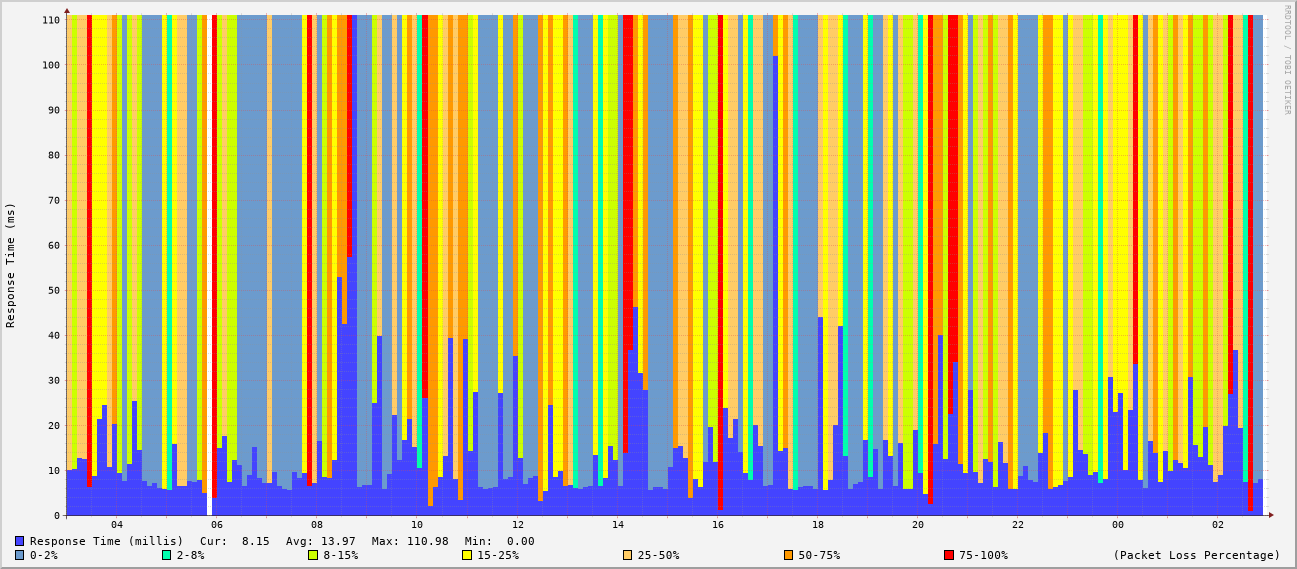 RRDTOOL / TOBI OETIKER
Response Time (ms)
110
100
90
80
70
60
50
40
30
20
10
0
04 06 08 10 12 14 16 18 20 22 00 02
Response Time (millis) Cur: 8.15 Avg: 13.97 Max: 110.98 Min: 0.00
0-2% 2-8% 8-15% 15-25% 25-50% 50-75% 75-100% (Packet Loss Percentage)